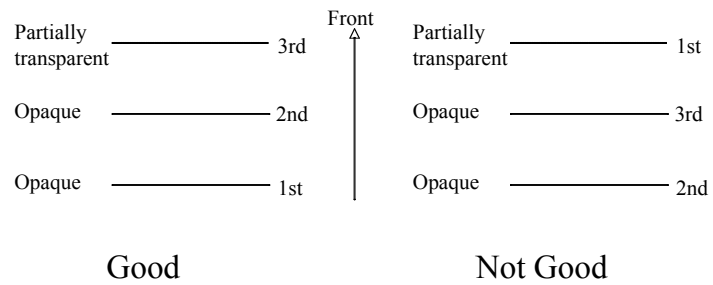 Front
Partially
transparent
3rd
Opaque
2nd
Opaque
1st
Good
Partially
transparent
1st
Opaque
3rd
Opaque
2nd
Not Good